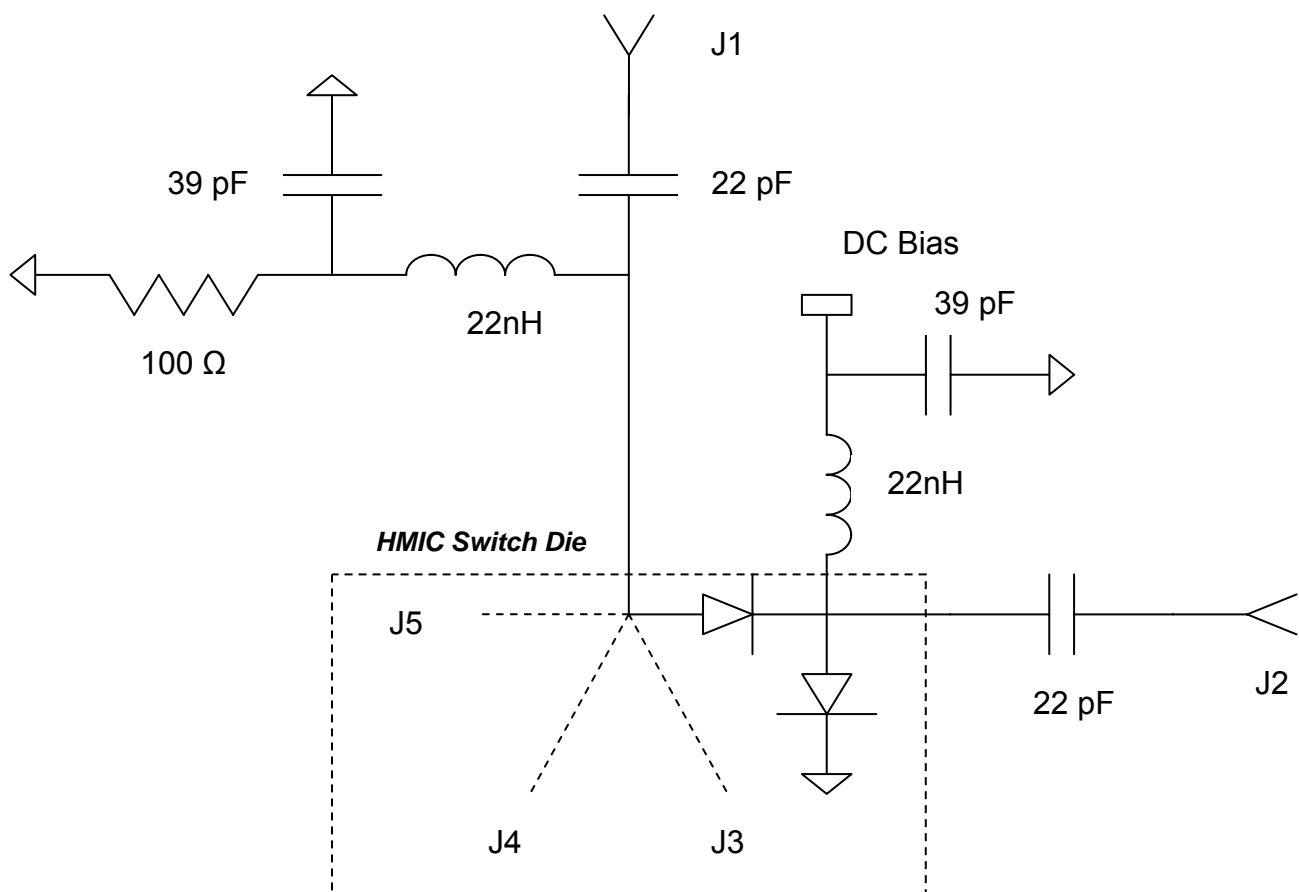 J1
39 pF
22 pF
DC Bias
39 pF
22nH
100 Ω
22nH
HMIC Switch Die
J5
J2
22 pF
J4
J3